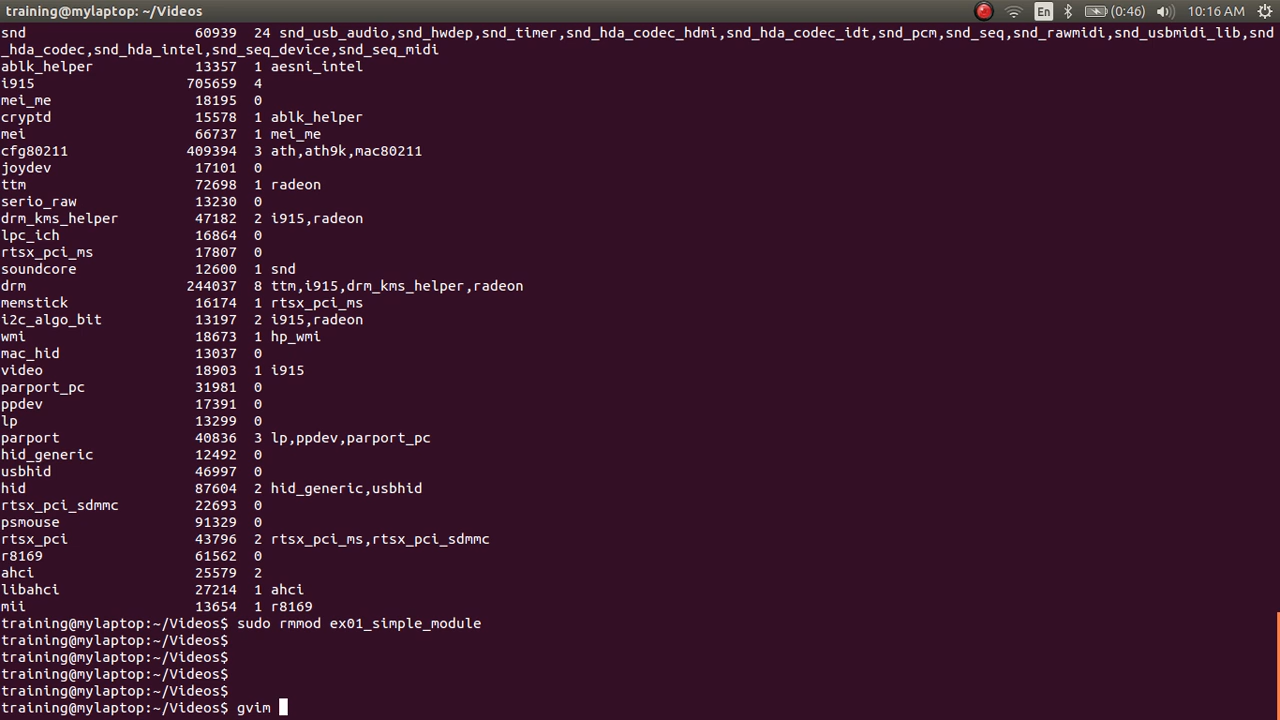 training@mylaptop: ~/Videos En (0:46) 10:16 AM
snd 60939 24 snd_usb_audio,snd_hwdep,snd_timer,snd_hda_codec_hdmi,snd_hda_codec_idt,snd_pcm,snd_seq,snd_rawmidi,snd_usbmidi_lib,snd
_hda_codec,snd_hda_intel,snd_seq_device,snd_seq_midi
ablk_helper 13357 1 aesni_intel
i915 705659 4
mei_me 18195 0
cryptd 15578 1 ablk_helper
mei 66737 1 mei_me
cfg80211 409394 3 ath,ath9k,mac80211
joydev 17101 0
ttm 72698 1 radeon
serio_raw 13230 0
drm_kms_helper 47182 2 i915,radeon
lpc_ich 16864 0
rtsx_pci_ms 17807 0
soundcore 12600 1 snd
drm 244037 8 ttm,i915,drm_kms_helper,radeon
memstick 16174 1 rtsx_pci_ms
i2c_algo_bit 13197 2 i915,radeon
wmi 18673 1 hp_wmi
mac_hid 13037 0
video 18903 1 i915
parport_pc 31981 0
ppdev 17391 0
lp 13299 0
parport 40836 3 lp,ppdev,parport_pc
hid_generic 12492 0
usbhid 46997 0
hid 87604 2 hid_generic,usbhid
rtsx_pci_sdmmc 22693 0
psmouse 91329 0
rtsx_pci 43796 2 rtsx_pci_ms,rtsx_pci_sdmmc
r8169 61562 0
ahci 25579 2
libahci 27214 1 ahci
mii 13654 1 r8169
training@mylaptop:~/Videos$ sudo rmmod ex01_simple_module
training@mylaptop:~/Videos$
training@mylaptop:~/Videos$
training@mylaptop:~/Videos$
training@mylaptop:~/Videos$
training@mylaptop:~/Videos$ gvim